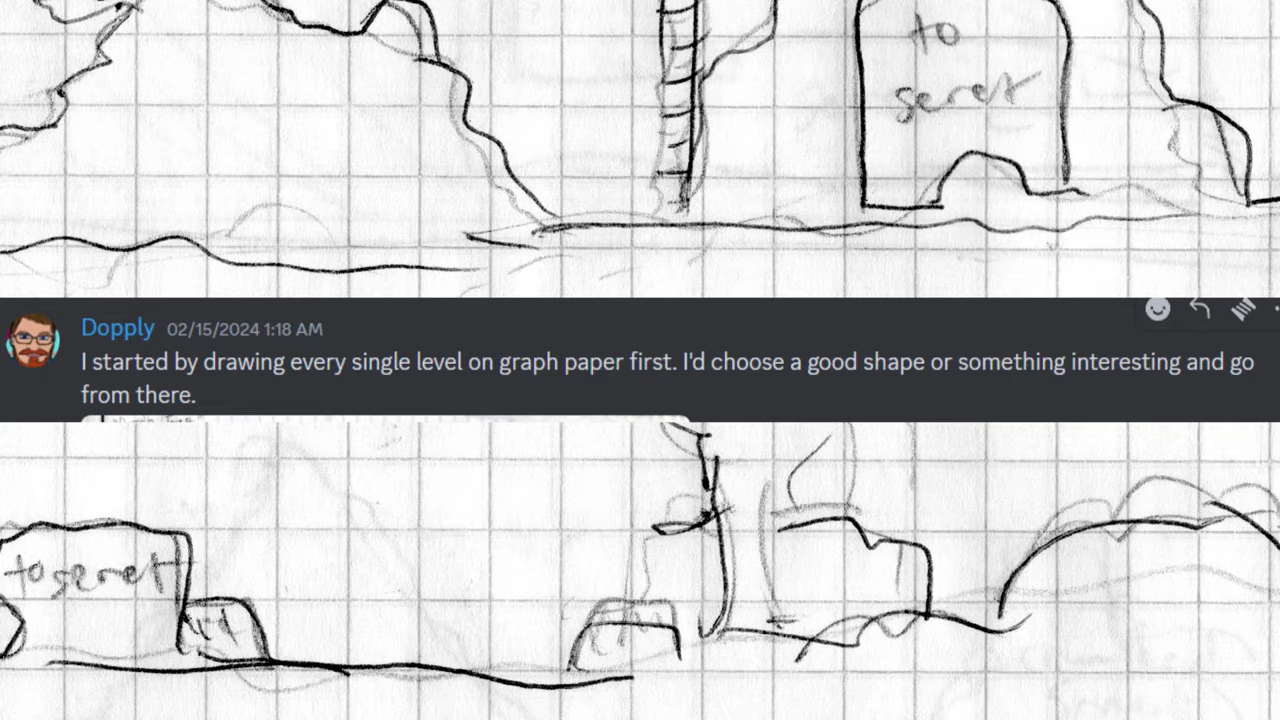 to
seret
Dopply 02/15/2024 1:18 AM
I started by drawing every single level on graph paper first. I'd choose a good shape or something interesting and go
from there.
to seret